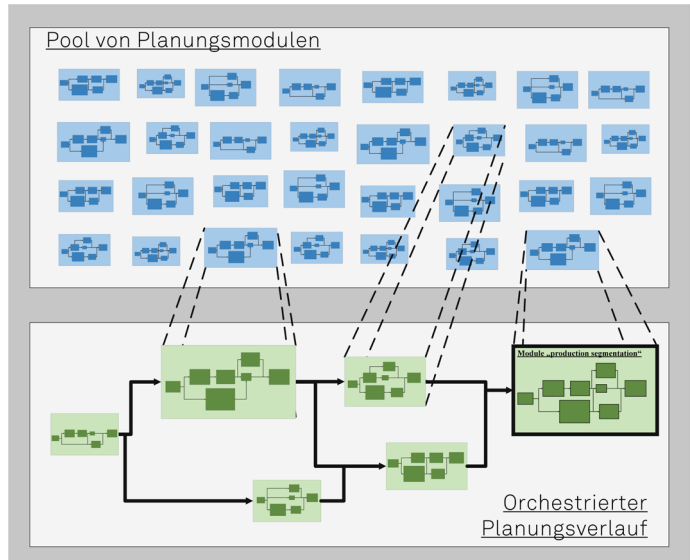 Pool von Planungsmodulen
Module „production segmentation“
Orchestrierter
Planungsverlauf